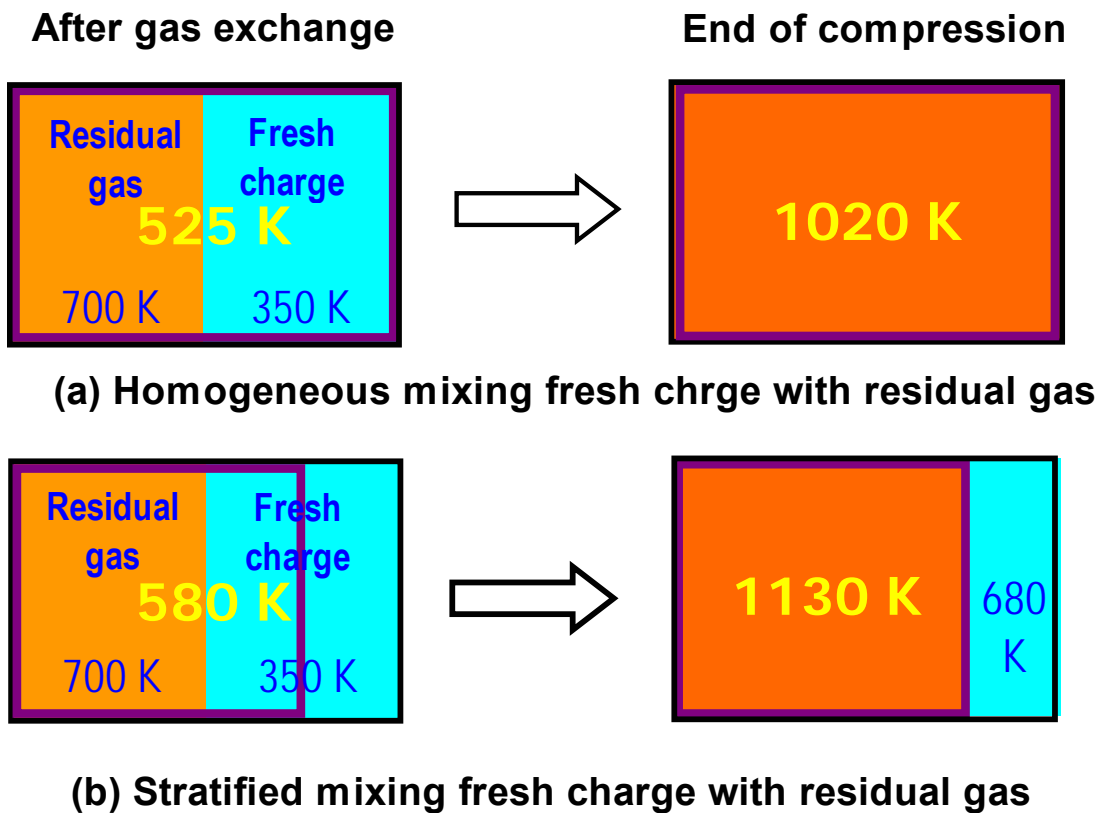 After gas exchange
End of compression
Residual
gas
Fresh
charge
525 K
700 K
350 K
1020 K
(a) Homogeneous mixing fresh chrge with residual gas
Residual
gas
Fresh
charge
580 K
700 K
350 K
1130 K
680
K
(b) Stratified mixing fresh charge with residual gas